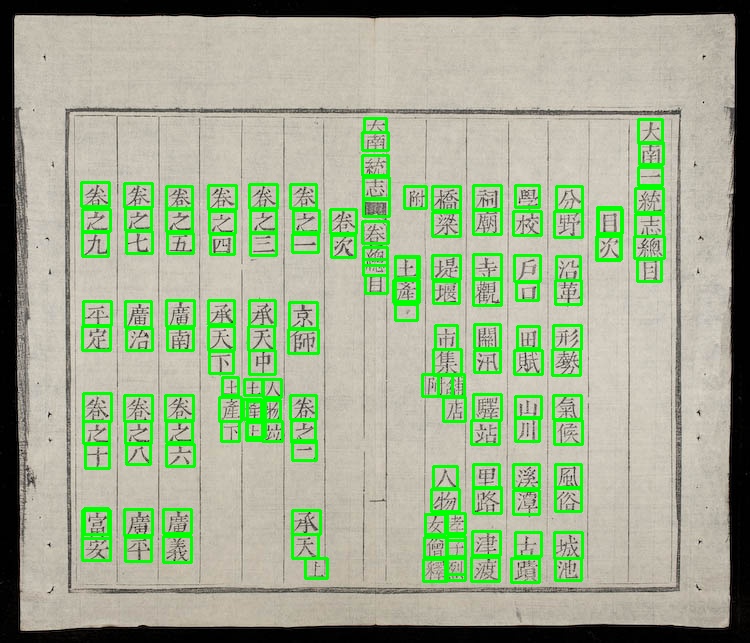 大南一統志總目
目次
分野 沿革 形勢 氣候 風俗 城池
學校 戶口 田賦 山川 溪潭 古蹟
祠廟 寺觀 關汛 驛站 里路 津渡
橋梁 堤堰 市集 附舖店 人物 孝子烈女僧釋
附 土產
大南一統志 卷總目 一
卷次
卷之一 京師 卷之二 承天上
卷之三 承天中 人物竝土產上
卷之四 承天下 土產下
卷之五 廣南 卷之六 廣義
卷之七 廣治 卷之八 廣平
卷之九 平定 卷之十 富安